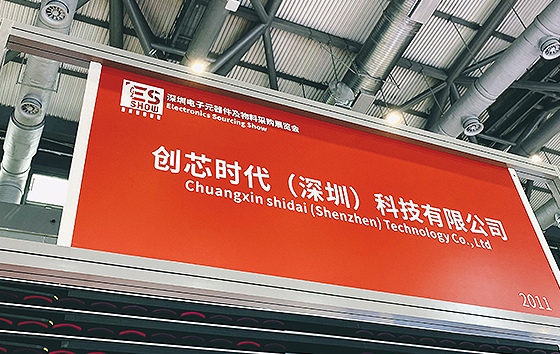 ES
SHOW
深圳电子元器件及物料采购展览会
Electronics Sourcing Show
创芯时代（深圳）科技有限公司
Chuangxin shidai (Shenzhen) Technology Co., Ltd
2011